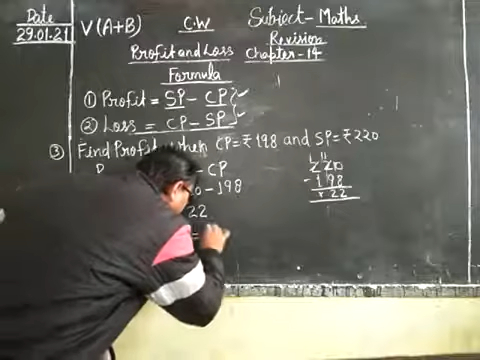 Date
29.01.21
V (A+B)
C.W
Subject - Maths
Revision
Profit and Loss Chapter-14
Formula
① Profit = SP - CP
② Loss = CP - SP
③ Find Profit when CP=₹198 and SP=₹220
- CP
- 198
22
=
220
- 198
x 22